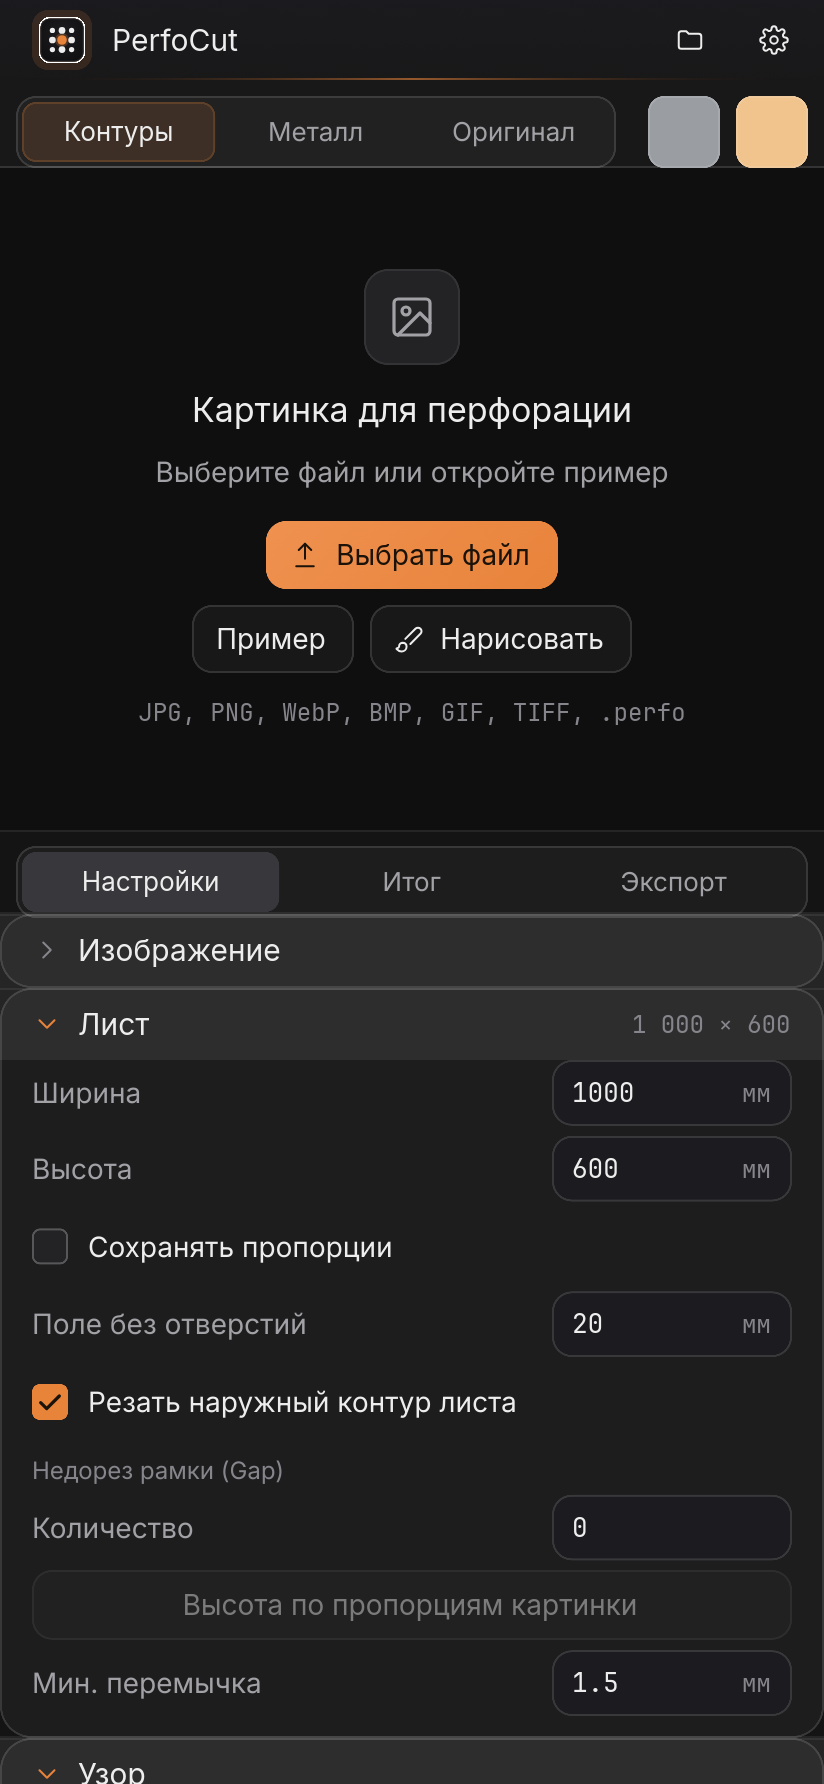 PerfoCut
Контуры Металл Оригинал
Картинка для перфорации
Выберите файл или откройте пример
Выбрать файл
Пример Нарисовать
JPG, PNG, WebP, BMP, GIF, TIFF, .perfo
Настройки Итог Экспорт
Изображение
Лист 1 000 × 600
Ширина 1000 мм
Высота 600 мм
Сохранять пропорции
Поле без отверстий 20 мм
Резать наружный контур листа
Недорез рамки (Gap)
Количество 0
Высота по пропорциям картинки
Мин. перемычка 1.5 мм
Узор